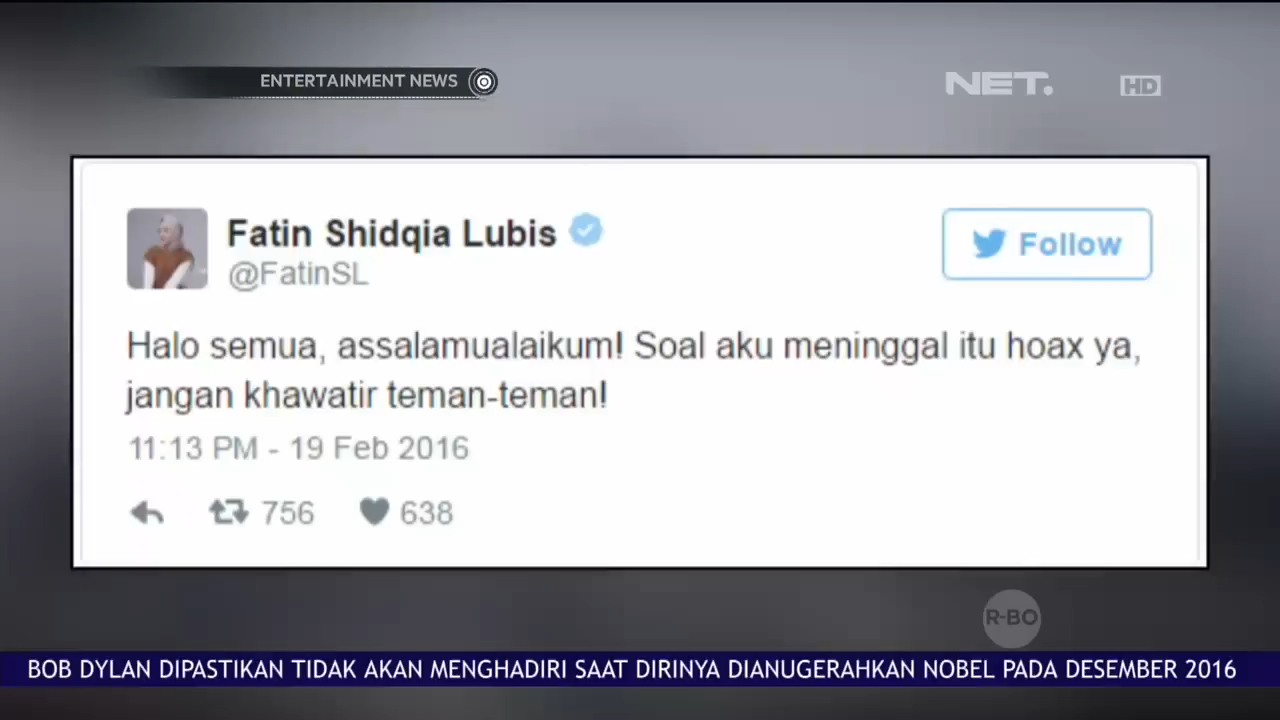 ENTERTAINMENT NEWS
NET.
HD
Fatin Shidqia Lubis
@FatinSL
Follow
Halo semua, assalamualaikum! Soal aku meninggal itu hoax ya,
jangan khawatir teman-teman!
11:13 PM - 19 Feb 2016
756 638
R-BO
BOB DYLAN DIPASTIKAN TIDAK AKAN MENGHADIRI SAAT DIRINYA DIANUGERAHKAN NOBEL PADA DESEMBER 2016